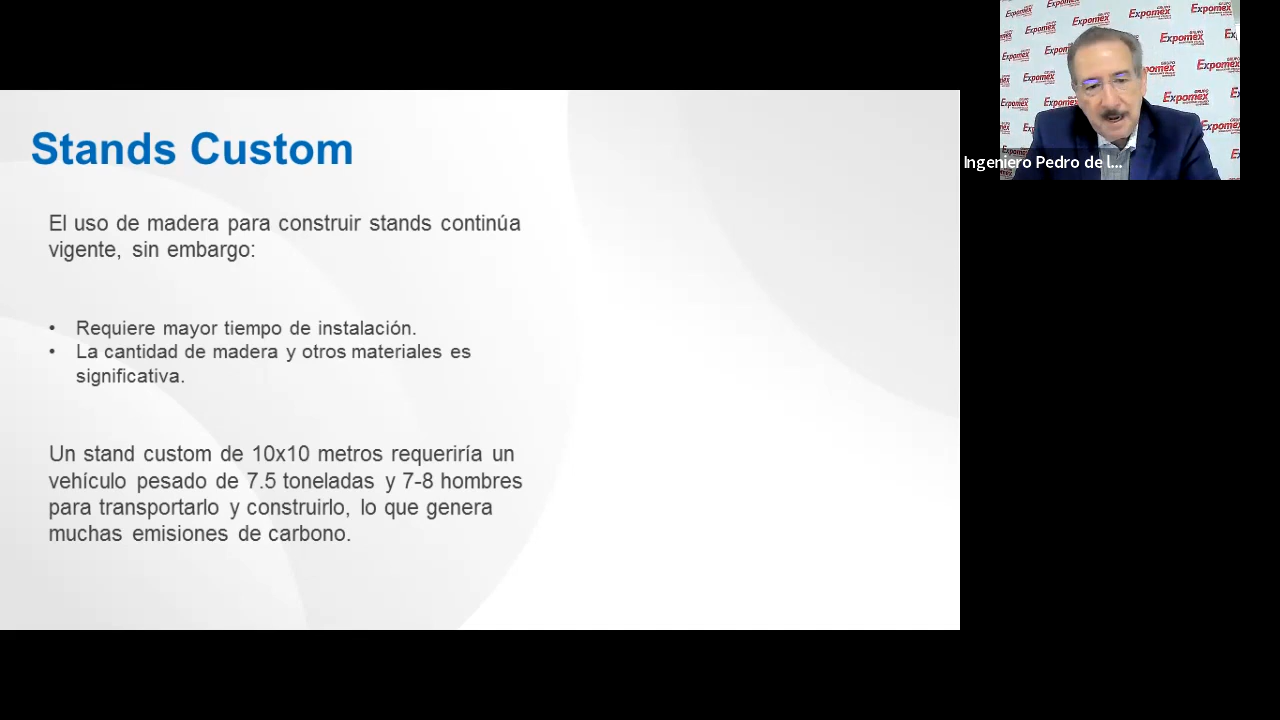 Stands Custom
El uso de madera para construir stands continúa
vigente, sin embargo:
• Requiere mayor tiempo de instalación.
• La cantidad de madera y otros materiales es
significativa.
Un stand custom de 10x10 metros requeriría un
vehículo pesado de 7.5 toneladas y 7-8 hombres
para transportarlo y construirlo, lo que genera
muchas emisiones de carbono.
GRUPO
Expomex
Ingeniero Pedro de l...